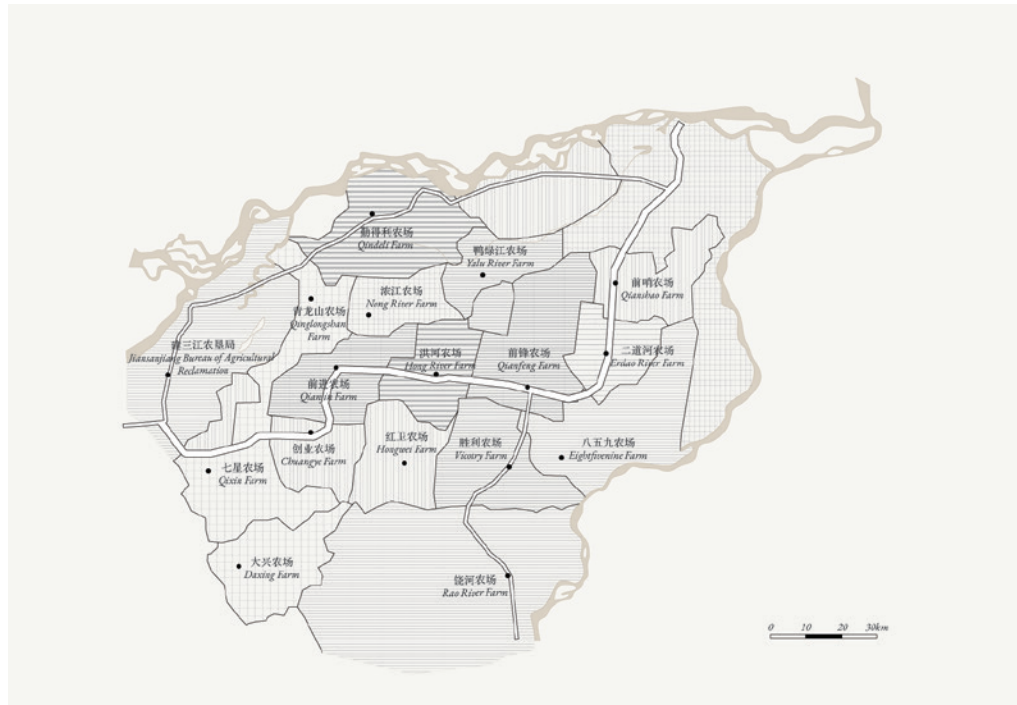 勤得利农场
Qindeli Farm
鸭绿江农场
Yalu River Farm
前哨农场
Qianshao Farm
浓江农场
Nong River Farm
青龙山农场
Qinglongshan
Farm
建三江农垦局
Jiansanjiang Bureau of Agricultural
Reclamation
洪河农场
Hong River Farm
前锋农场
Qianfeng Farm
二道河农场
Erdao River Farm
前进农场
Qianjin Farm
创业农场
Chuangye Farm
红卫农场
Hongwei Farm
胜利农场
Vicoiry Farm
八五九农场
Eightfivenine Farm
七星农场
Qixin Farm
大兴农场
Daxing Farm
饶河农场
Rao River Farm
0 10 20 30km